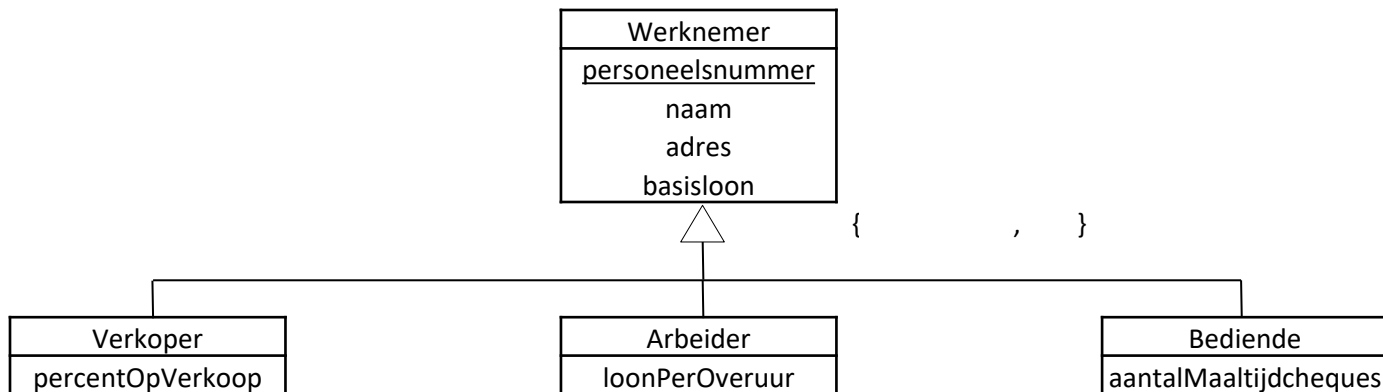 Werknemer
personeelsnummer
naam
adres
basisloon
{ , }
Verkoper
percentOpVerkoop
Arbeider
loonPerOveruur
Bediende
aantalMaaltijdcheques